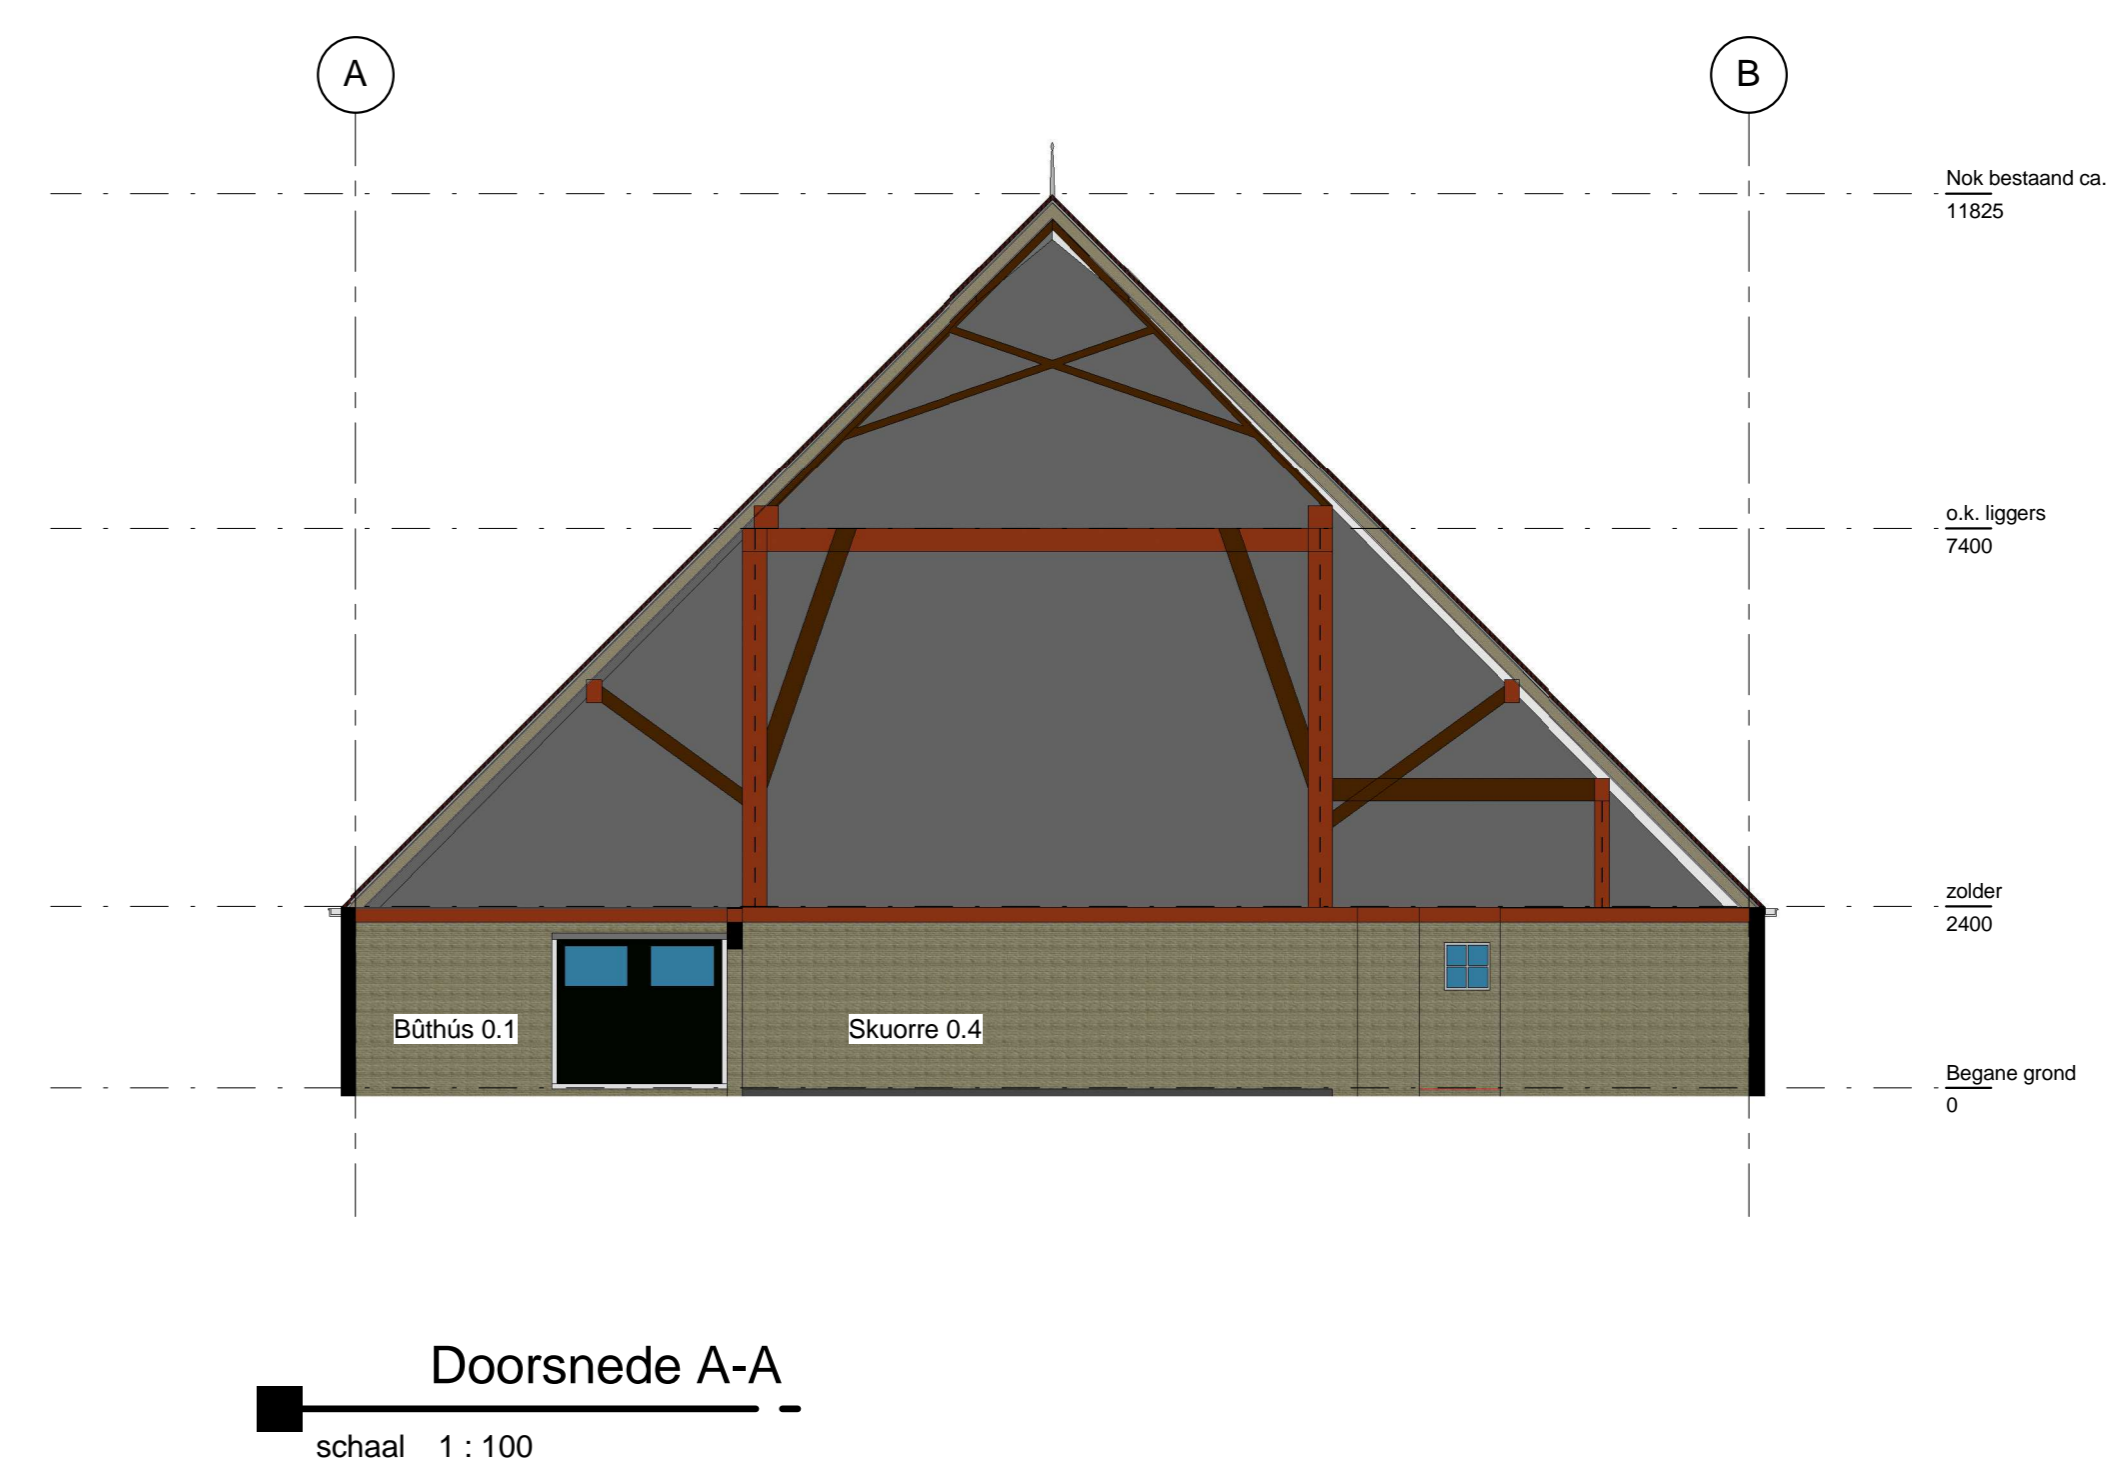 A
B
Nok bestaand ca.
11825
o.k. liggers
7400
zolder
2400
Bûthús 0.1
Skuorre 0.4
Begane grond
0
Doorsnede A-A
schaal 1 : 100